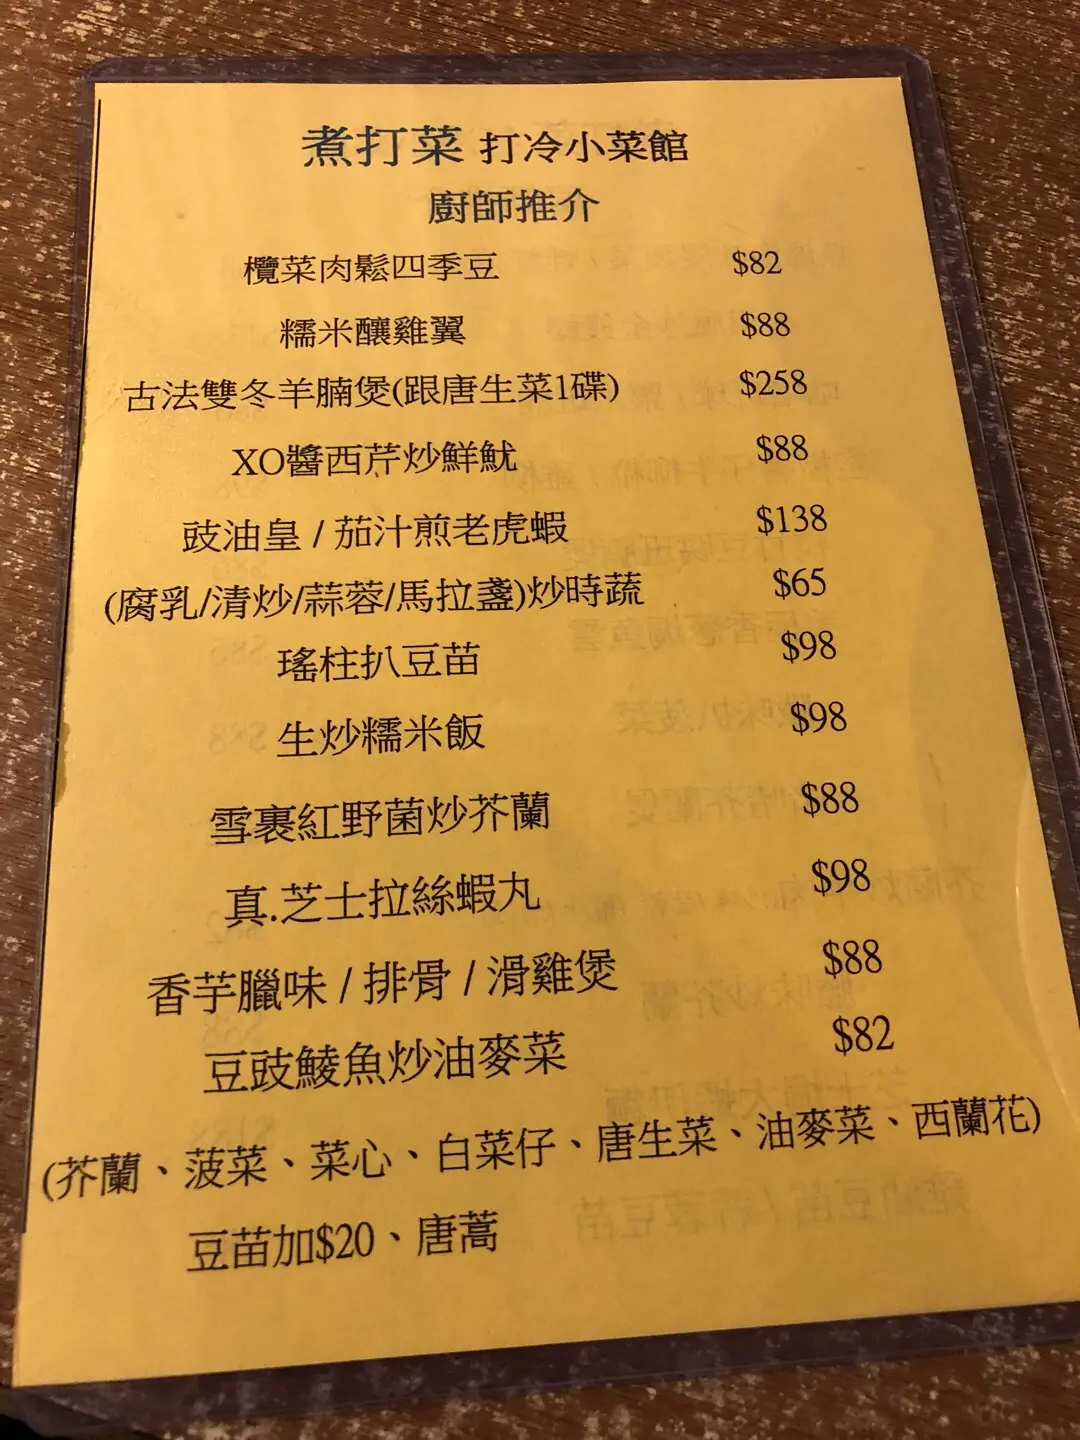 煮打菜 打冷小菜館
廚師推介
欖菜肉鬆四季豆 $82
糯米釀雞翼 $88
古法雙冬羊腩煲(跟唐生菜1碟) $258
XO醬西芹炒鮮魷 $88
豉油皇 / 茄汁煎老虎蝦 $138
(腐乳/清炒/蒜蓉/馬拉盞)炒時蔬 $65
瑤柱扒豆苗 $98
生炒糯米飯 $98
雪裹紅野菌炒芥蘭 $88
真.芝士拉絲蝦丸 $98
香芋臘味 / 排骨 / 滑雞煲 $88
豆豉鯪魚炒油麥菜 $82
(芥蘭、菠菜、菜心、白菜仔、唐生菜、油麥菜、西蘭花)
豆苗加$20、唐蒿